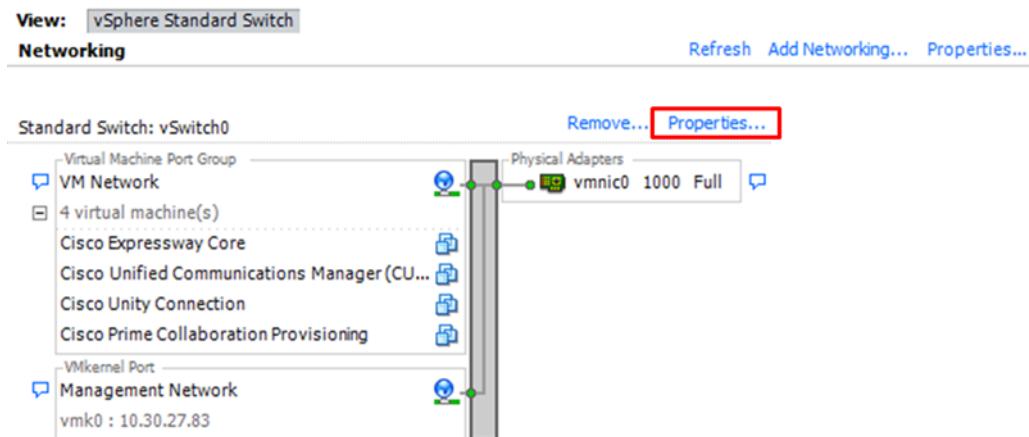 View: vSphere Standard Switch
Networking Refresh Add Networking... Properties...
Standard Switch: vSwitch0 Remove... Properties...
Virtual Machine Port Group Physical Adapters
VM Network vmnic0 1000 Full
4 virtual machine(s)
Cisco Expressway Core
Cisco Unified Communications Manager (CU...
Cisco Unity Connection
Cisco Prime Collaboration Provisioning
VMkernel Port
Management Network
vmk0 : 10.30.27.83